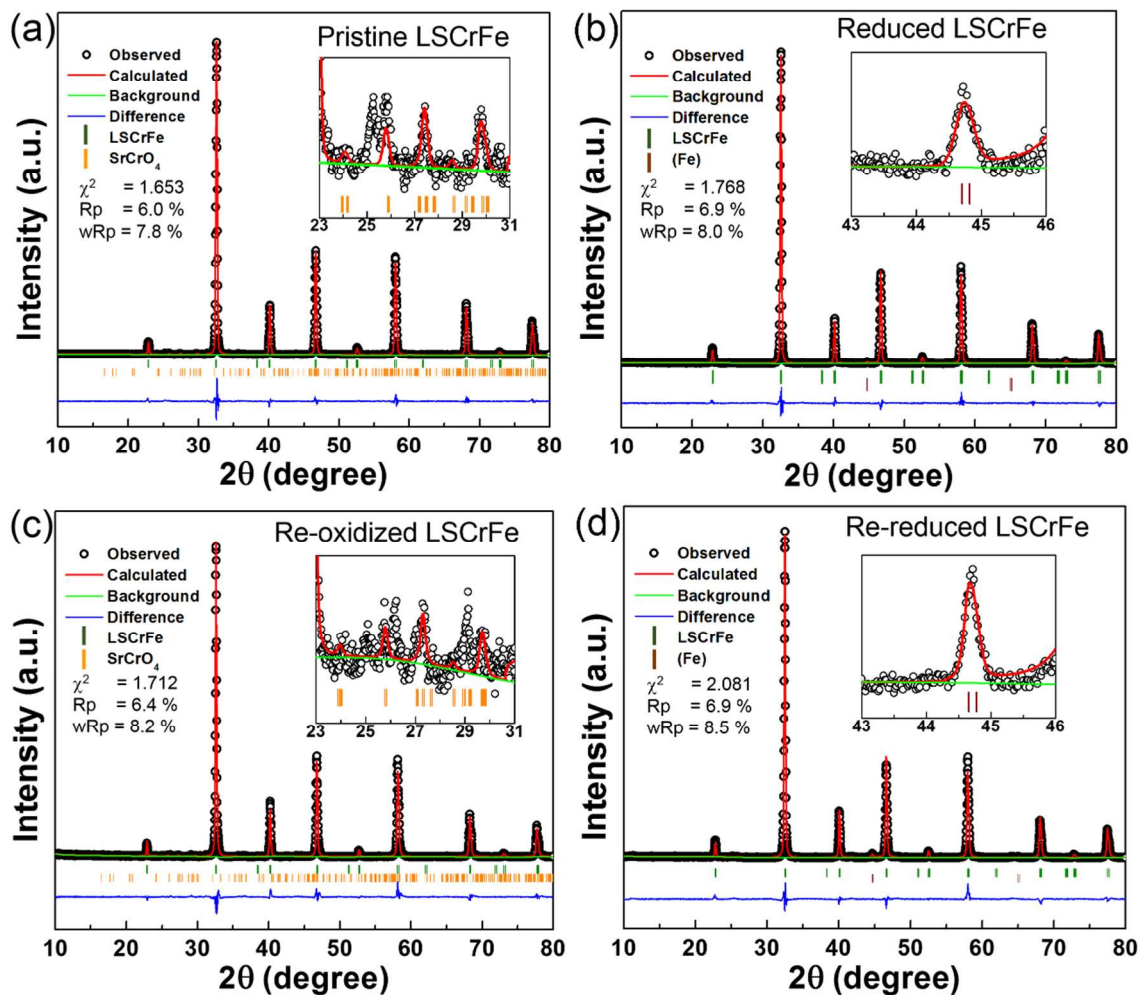 (a)
Pristine LSCrFe
Observed
Calculated
Background
Difference
LSCrFe
SrCrO₄
χ² = 1.653
Rp = 6.0 %
wRp = 7.8 %
23 25 27 29 31
Intensity (a.u.)
10 20 30 40 50 60 70 80
2θ (degree)
(b)
Reduced LSCrFe
Observed
Calculated
Background
Difference
LSCrFe
(Fe)
χ² = 1.768
Rp = 6.9 %
wRp = 8.0 %
43 44 45 46
Intensity (a.u.)
10 20 30 40 50 60 70 80
2θ (degree)
(c)
Re-oxidized LSCrFe
Observed
Calculated
Background
Difference
LSCrFe
SrCrO₄
χ² = 1.712
Rp = 6.4 %
wRp = 8.2 %
23 25 27 29 31
Intensity (a.u.)
10 20 30 40 50 60 70 80
2θ (degree)
(d)
Re-reduced LSCrFe
Observed
Calculated
Background
Difference
LSCrFe
(Fe)
χ² = 2.081
Rp = 6.9 %
wRp = 8.5 %
43 44 45 46
Intensity (a.u.)
10 20 30 40 50 60 70 80
2θ (degree)